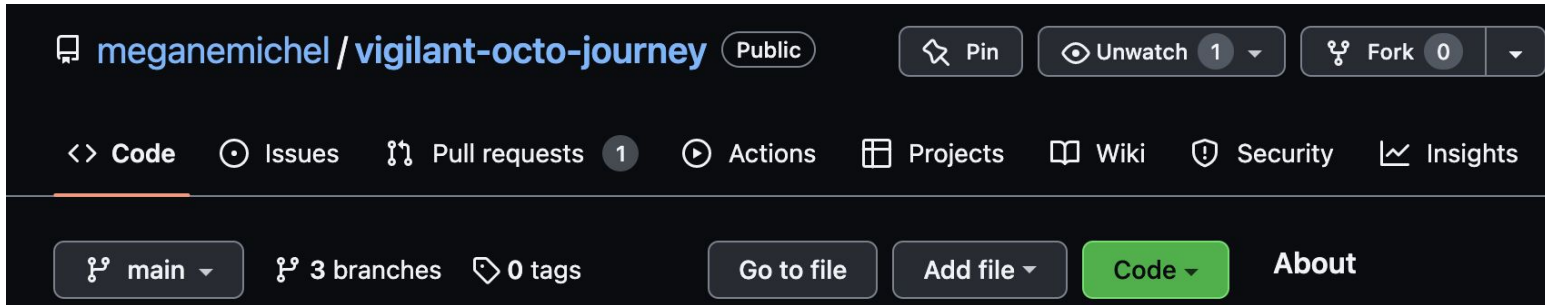 meganemichel / vigilant-octo-journey Public Pin Unwatch 1 Fork 0
<> Code Issues Pull requests 1 Actions Projects Wiki Security Insights
main 3 branches 0 tags Go to file Add file Code About